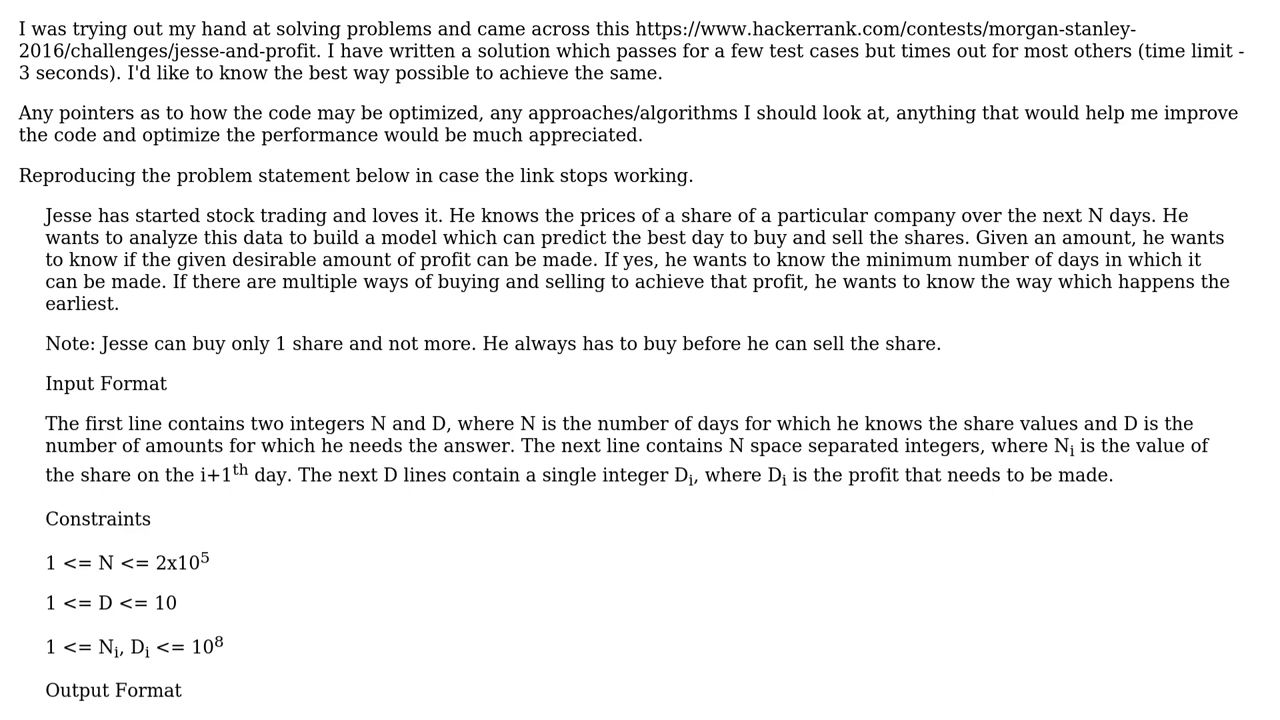 I was trying out my hand at solving problems and came across this https://www.hackerrank.com/contests/morgan-stanley-
2016/challenges/jesse-and-profit. I have written a solution which passes for a few test cases but times out for most others (time limit -
3 seconds). I'd like to know the best way possible to achieve the same.
Any pointers as to how the code may be optimized, any approaches/algorithms I should look at, anything that would help me improve
the code and optimize the performance would be much appreciated.
Reproducing the problem statement below in case the link stops working.
Jesse has started stock trading and loves it. He knows the prices of a share of a particular company over the next N days. He
wants to analyze this data to build a model which can predict the best day to buy and sell the shares. Given an amount, he wants
to know if the given desirable amount of profit can be made. If yes, he wants to know the minimum number of days in which it
can be made. If there are multiple ways of buying and selling to achieve that profit, he wants to know the way which happens the
earliest.
Note: Jesse can buy only 1 share and not more. He always has to buy before he can sell the share.
Input Format
The first line contains two integers N and D, where N is the number of days for which he knows the share values and D is the
number of amounts for which he needs the answer. The next line contains N space separated integers, where Nᵢ is the value of
the share on the i+1ᵗʰ day. The next D lines contain a single integer Dᵢ, where Dᵢ is the profit that needs to be made.
Constraints
1 <= N <= 2x10⁵
1 <= D <= 10
1 <= Nᵢ, Dᵢ <= 10⁸
Output Format